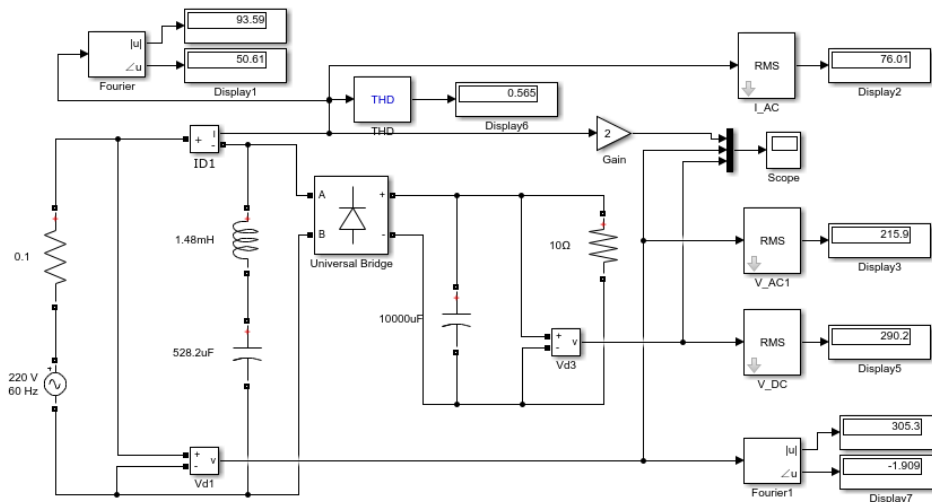 93.59
|u|
∠u
50.61
Fourier
Display1
RMS
76.01
I_AC
Display2
THD
0.565
THD
Display6
+
I
-
ID1
2
Gain
Scope
A
+
B
-
Universal Bridge
1.48mH
0.1
10Ω
RMS
215.9
V_AC1
Display3
10000uF
528.2uF
+
-
v
Vd3
RMS
290.2
V_DC
Display5
220 V
60 Hz
+
305.3
|u|
∠u
-1.909
Fourier1
Display7
+
-
v
Vd1